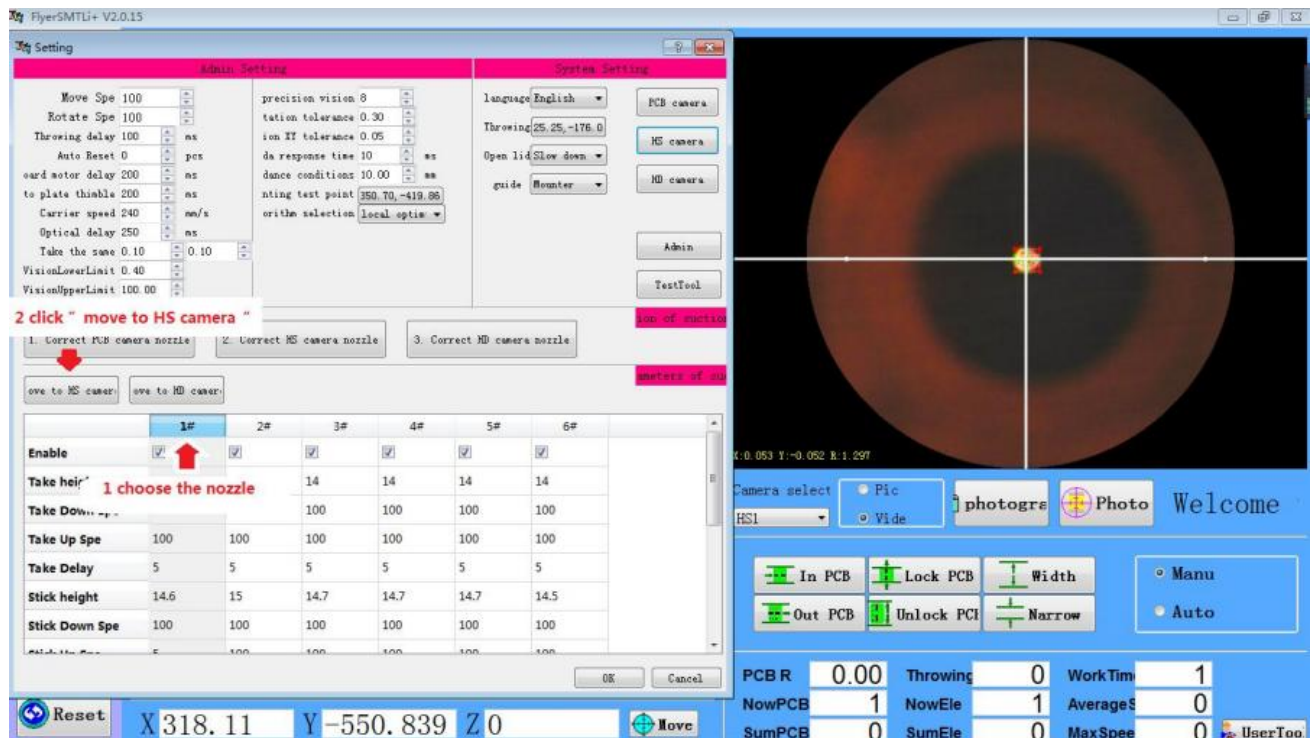 FlyerSMTLi+ V2.0.15
Setting
Admin Setting
System Setting
Move Spe 100
Rotate Spe 100
Throwing delay 100 ms
Auto Reset 0 pcs
oard motor delay 200 ms
to plate thimble 200 ms
Carrier speed 240 mm/s
Optical delay 250 ms
Take the same 0.10 0.10
VisionLowerLimit 0.40
VisionUpperLimit 100.00
precision vision 8
tation tolerance 0.30
ion XY tolerance 0.05
da response time 10 ms
dance conditions 10.00 mm
nting test point 350.70,-419.86
orithm selection local optim
language English
Throwing 25.25,-176.0
Open lid Slow down
guide Mounter
PCB camera
HS camera
HD camera
Admin
TestTool
2 click " move to HS camera "
ion of suction
1. Correct PCB camera nozzle
2. Correct HS camera nozzle
3. Correct HD camera nozzle
ameters of su
ove to HS camer
ove to HD camer
1# 2# 3# 4# 5# 6#
Enable
Take heig 14 14 14 14
1 choose the nozzle
Take Down 100 100 100 100
Take Up Spe 100 100 100 100 100 100
Take Delay 5 5 5 5 5 5
Stick height 14.6 15 14.7 14.7 14.7 14.5
Stick Down Spe 100 100 100 100 100 100
Stick Up Spe 5 100 100 100 100 100
OK Cancel
X:0.053 Y:-0.052 R:1.297
Camera select
HS1
Pic
Vide
photogra
Photo
Welcome
In PCB
Lock PCB
Width
Out PCB
Unlock PCI
Narrow
Manu
Auto
PCB R 0.00 Throwing 0 WorkTim 1
NowPCB 1 NowEle 1 AverageS 0
SumPCB 0 SumEle 0 MaxSpee 0
UserToo
Reset
X 318.11 Y -550.839 Z 0
Move